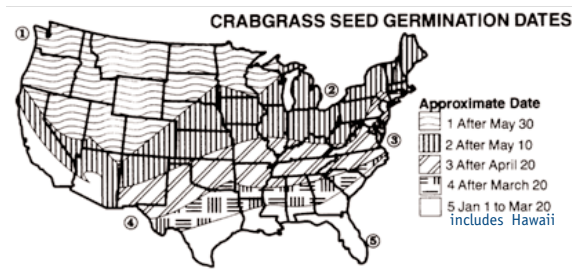 CRABGRASS SEED GERMINATION DATES
①
②
③
④
⑤
Approximate Date
1 After May 30
2 After May 10
3 After April 20
4 After March 20
5 Jan 1 to Mar 20
includes Hawaii